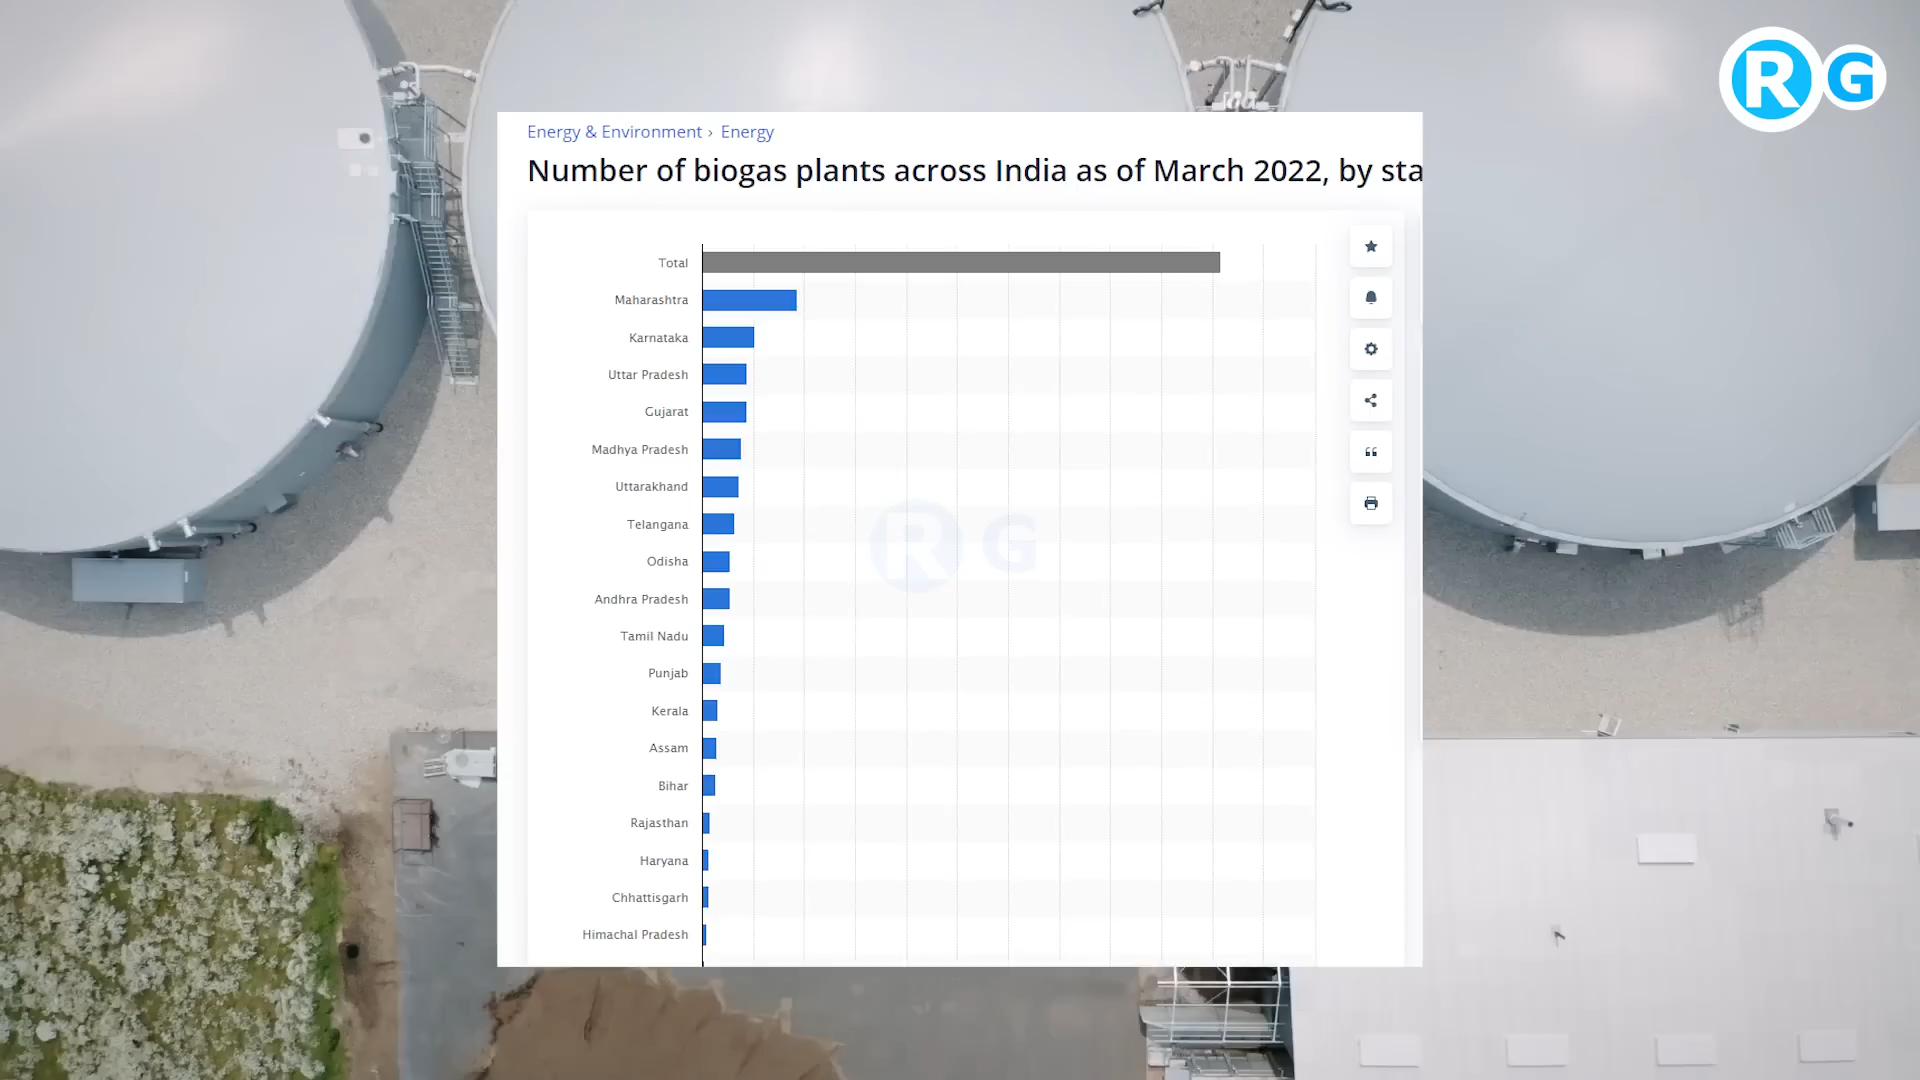 RG
Energy & Environment › Energy
Number of biogas plants across India as of March 2022, by sta
Total
Maharashtra
Karnataka
Uttar Pradesh
Gujarat
Madhya Pradesh
Uttarakhand
Telangana
RG
Odisha
Andhra Pradesh
Tamil Nadu
Punjab
Kerala
Assam
Bihar
Rajasthan
Haryana
Chhattisgarh
Himachal Pradesh